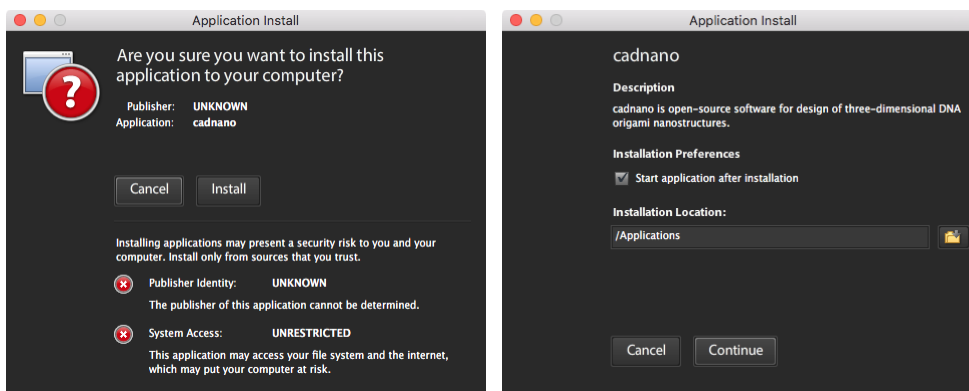 Application Install
Are you sure you want to install this
application to your computer?
Publisher: UNKNOWN
Application: cadnano
Cancel Install
Installing applications may present a security risk to you and your
computer. Install only from sources that you trust.
Publisher Identity: UNKNOWN
The publisher of this application cannot be determined.
System Access: UNRESTRICTED
This application may access your file system and the internet,
which may put your computer at risk.
Application Install
cadnano
Description
cadnano is open-source software for design of three-dimensional DNA
origami nanostructures.
Installation Preferences
Start application after installation
Installation Location:
/Applications
Cancel Continue